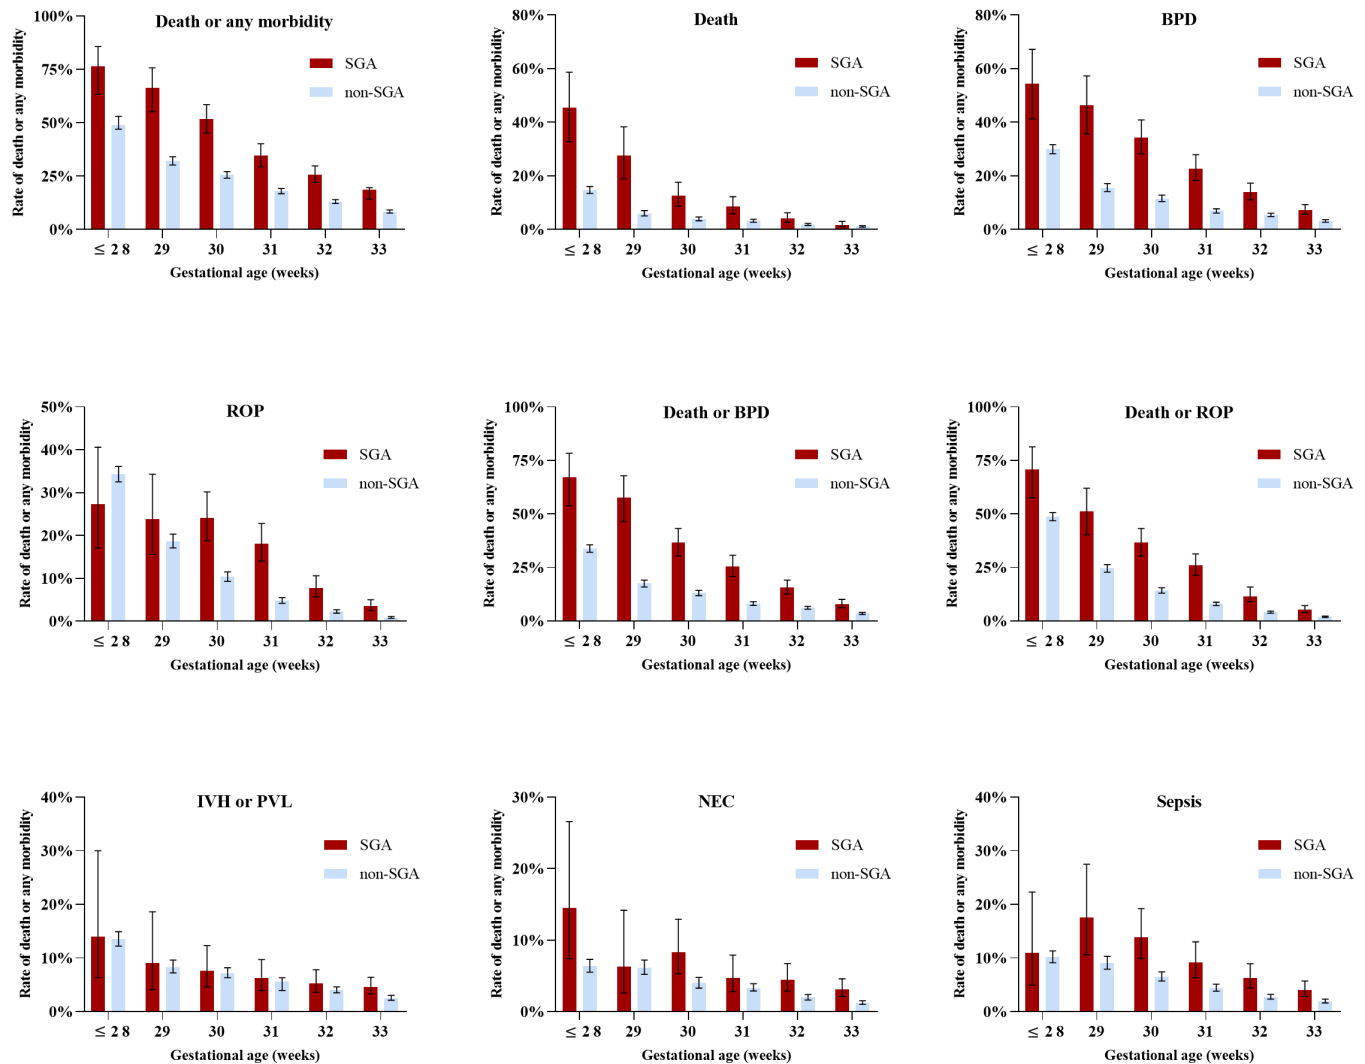 Death or any morbidity
Rate of death or any morbidity
100%
75%
50%
25%
0%
SGA
non-SGA
≤ 28 29 30 31 32 33
Gestational age (weeks)
Death
Rate of death or any morbidity
80%
60%
40%
20%
0%
SGA
non-SGA
≤ 28 29 30 31 32 33
Gestational age (weeks)
BPD
Rate of death or any morbidity
80%
60%
40%
20%
0%
SGA
non-SGA
≤ 28 29 30 31 32 33
Gestational age (weeks)
ROP
Rate of death or any morbidity
50%
40%
30%
20%
10%
0%
SGA
non-SGA
≤ 28 29 30 31 32 33
Gestational age (weeks)
Death or BPD
Rate of death or any morbidity
100%
75%
50%
25%
0%
SGA
non-SGA
≤ 28 29 30 31 32 33
Gestational age (weeks)
Death or ROP
Rate of death or any morbidity
100%
75%
50%
25%
0%
SGA
non-SGA
≤ 28 29 30 31 32 33
Gestational age (weeks)
IVH or PVL
Rate of death or any morbidity
40%
30%
20%
10%
0%
SGA
non-SGA
≤ 28 29 30 31 32 33
Gestational age (weeks)
NEC
Rate of death or any morbidity
30%
20%
10%
0%
SGA
non-SGA
≤ 28 29 30 31 32 33
Gestational age (weeks)
Sepsis
Rate of death or any morbidity
40%
30%
20%
10%
0%
SGA
non-SGA
≤ 28 29 30 31 32 33
Gestational age (weeks)